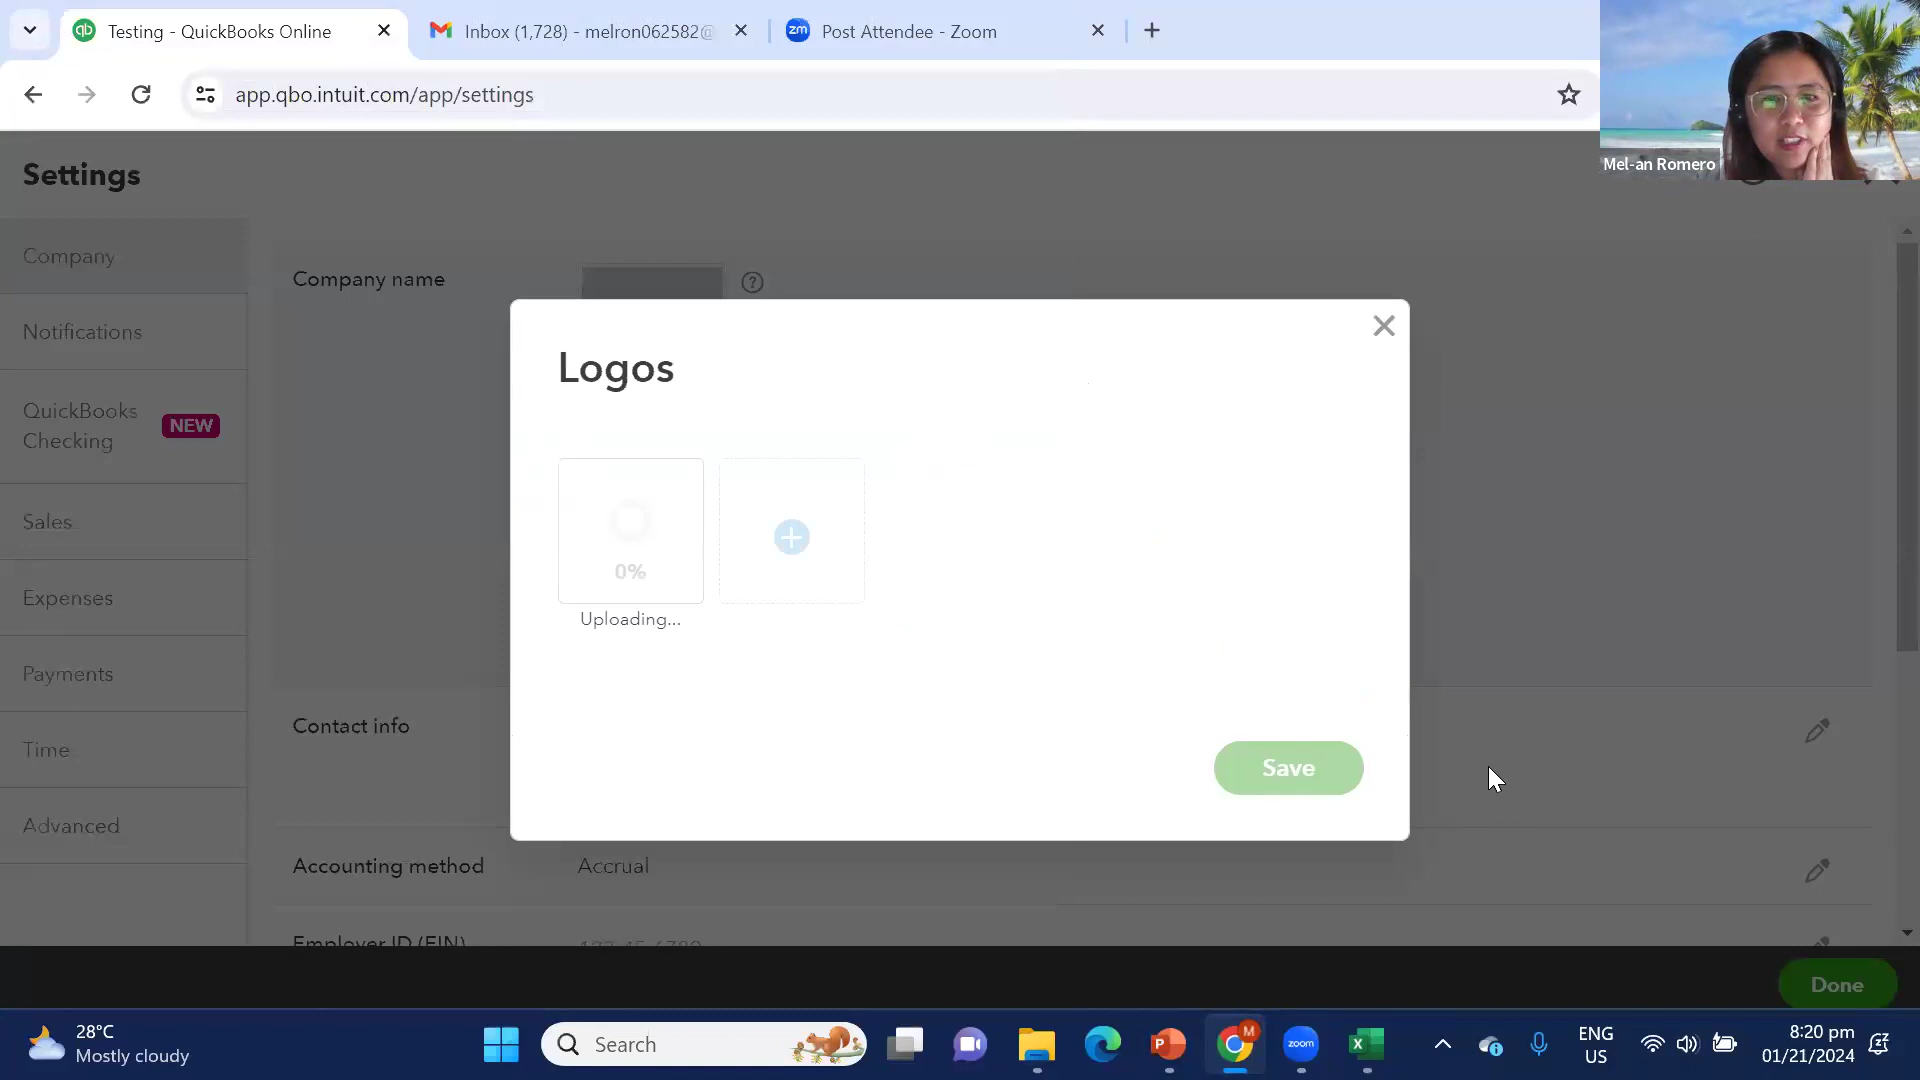 Testing - QuickBooks Online
Inbox (1,728) - melron062582@
Post Attendee - Zoom
app.qbo.intuit.com/app/settings
Mel-an Romero
Settings
Company
Notifications
QuickBooks
Checking
NEW
Sales
Expenses
Payments
Time
Advanced
Company name
Logos
0%
Uploading...
Save
Contact info
Accounting method
Accrual
Employer ID (EIN)
Done
28°C
Mostly cloudy
Search
zoom
ENG
US
8:20 pm
01/21/2024